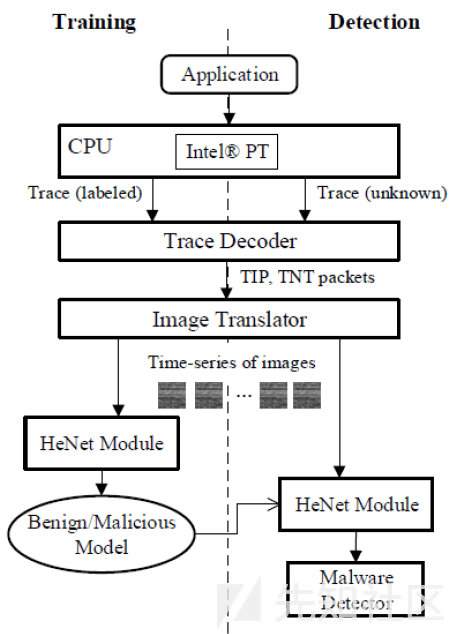 Training
Detection
Application
CPU
Intel® PT
Trace (labeled)
Trace (unknown)
Trace Decoder
TIP, TNT packets
Image Translator
Time-series of images
...
HeNet Module
HeNet Module
Benign/Malicious
Model
Malware
Detector
先知社区